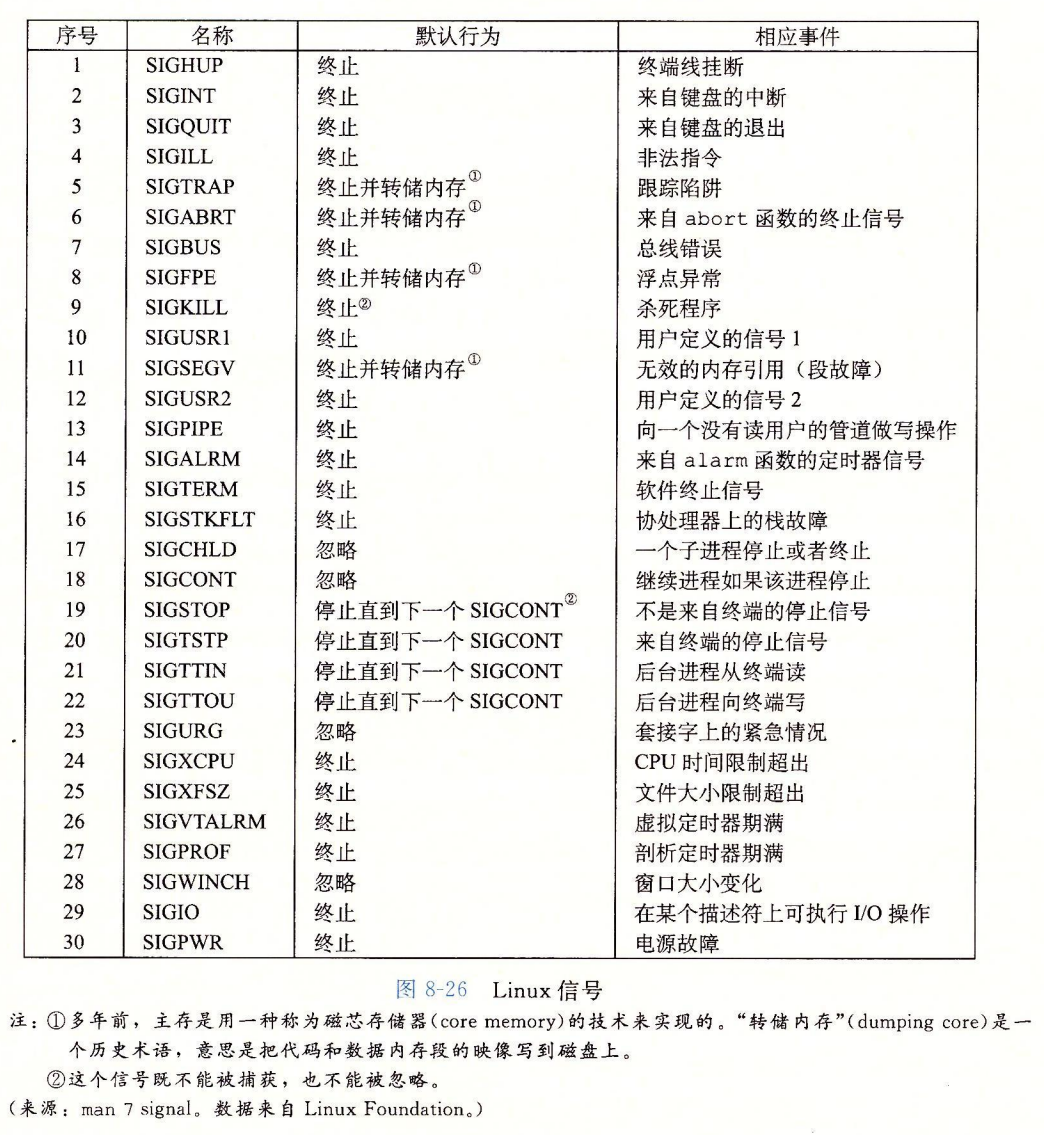 序号 名称 默认行为 相应事件
1 SIGHUP 终止 终端线挂断
2 SIGINT 终止 来自键盘的中断
3 SIGQUIT 终止 来自键盘的退出
4 SIGILL 终止 非法指令
5 SIGTRAP 终止并转储内存① 跟踪陷阱
6 SIGABRT 终止并转储内存① 来自 abort 函数的终止信号
7 SIGBUS 终止 总线错误
8 SIGFPE 终止并转储内存① 浮点异常
9 SIGKILL 终止② 杀死程序
10 SIGUSR1 终止 用户定义的信号 1
11 SIGSEGV 终止并转储内存① 无效的内存引用（段故障）
12 SIGUSR2 终止 用户定义的信号 2
13 SIGPIPE 终止 向一个没有读用户的管道做写操作
14 SIGALRM 终止 来自 alarm 函数的定时器信号
15 SIGTERM 终止 软件终止信号
16 SIGSTKFLT 终止 协处理器上的栈故障
17 SIGCHLD 忽略 一个子进程停止或者终止
18 SIGCONT 忽略 继续进程如果该进程停止
19 SIGSTOP 停止直到下一个 SIGCONT② 不是来自终端的停止信号
20 SIGTSTP 停止直到下一个 SIGCONT 来自终端的停止信号
21 SIGTTIN 停止直到下一个 SIGCONT 后台进程从终端读
22 SIGTTOU 停止直到下一个 SIGCONT 后台进程向终端写
23 SIGURG 忽略 套接字上的紧急情况
24 SIGXCPU 终止 CPU 时间限制超出
25 SIGXFSZ 终止 文件大小限制超出
26 SIGVTALRM 终止 虚拟定时器期满
27 SIGPROF 终止 剖析定时器期满
28 SIGWINCH 忽略 窗口大小变化
29 SIGIO 终止 在某个描述符上可执行 I/O 操作
30 SIGPWR 终止 电源故障
图 8-26 Linux 信号
注：①多年前，主存是用一种称为磁芯存储器(core memory)的技术来实现的。“转储内存”(dumping core)是一
个历史术语，意思是把代码和数据内存段的映像写到磁盘上。
②这个信号既不能被捕获，也不能被忽略。
(来源：man 7 signal。数据来自 Linux Foundation。)